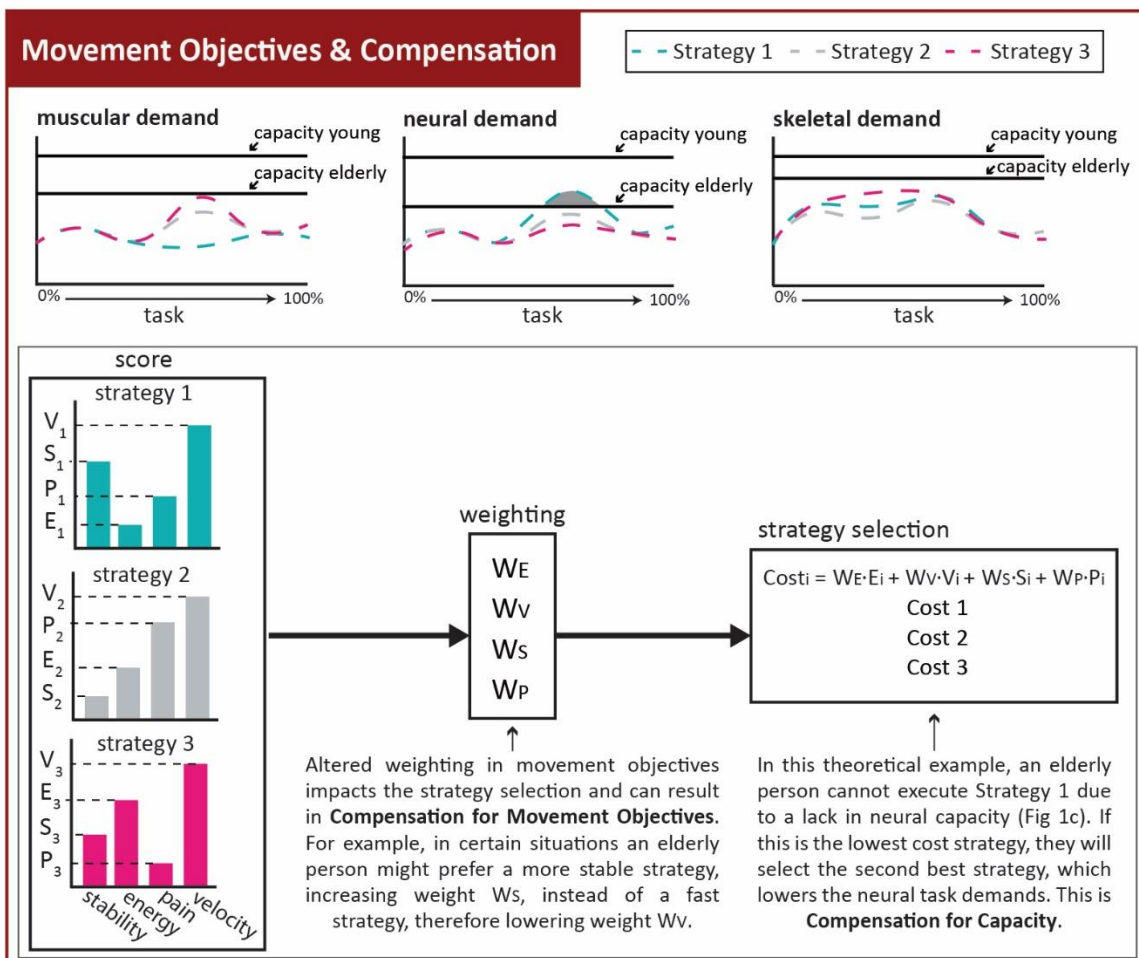 Movement Objectives & Compensation
Strategy 1
Strategy 2
Strategy 3
muscular demand
capacity young
capacity elderly
0%
100%
task
neural demand
capacity young
capacity elderly
0%
100%
task
skeletal demand
capacity young
capacity elderly
0%
100%
task
score
strategy 1
V1
S1
P1
E1
strategy 2
V2
P2
E2
S2
strategy 3
V3
E3
S3
P3
stability
energy
pain
velocity
weighting
WE
WV
WS
WP
Altered weighting in movement objectives
impacts the strategy selection and can result
in Compensation for Movement Objectives.
For example, in certain situations an elderly
person might prefer a more stable strategy,
increasing weight WS, instead of a fast
strategy, therefore lowering weight WV.
strategy selection
Costi = WE·Ei + WV·Vi + WS·Si + WP·Pi
Cost 1
Cost 2
Cost 3
In this theoretical example, an elderly
person cannot execute Strategy 1 due
to a lack in neural capacity (Fig 1c). If
this is the lowest cost strategy, they will
select the second best strategy, which
lowers the neural task demands. This is
Compensation for Capacity.